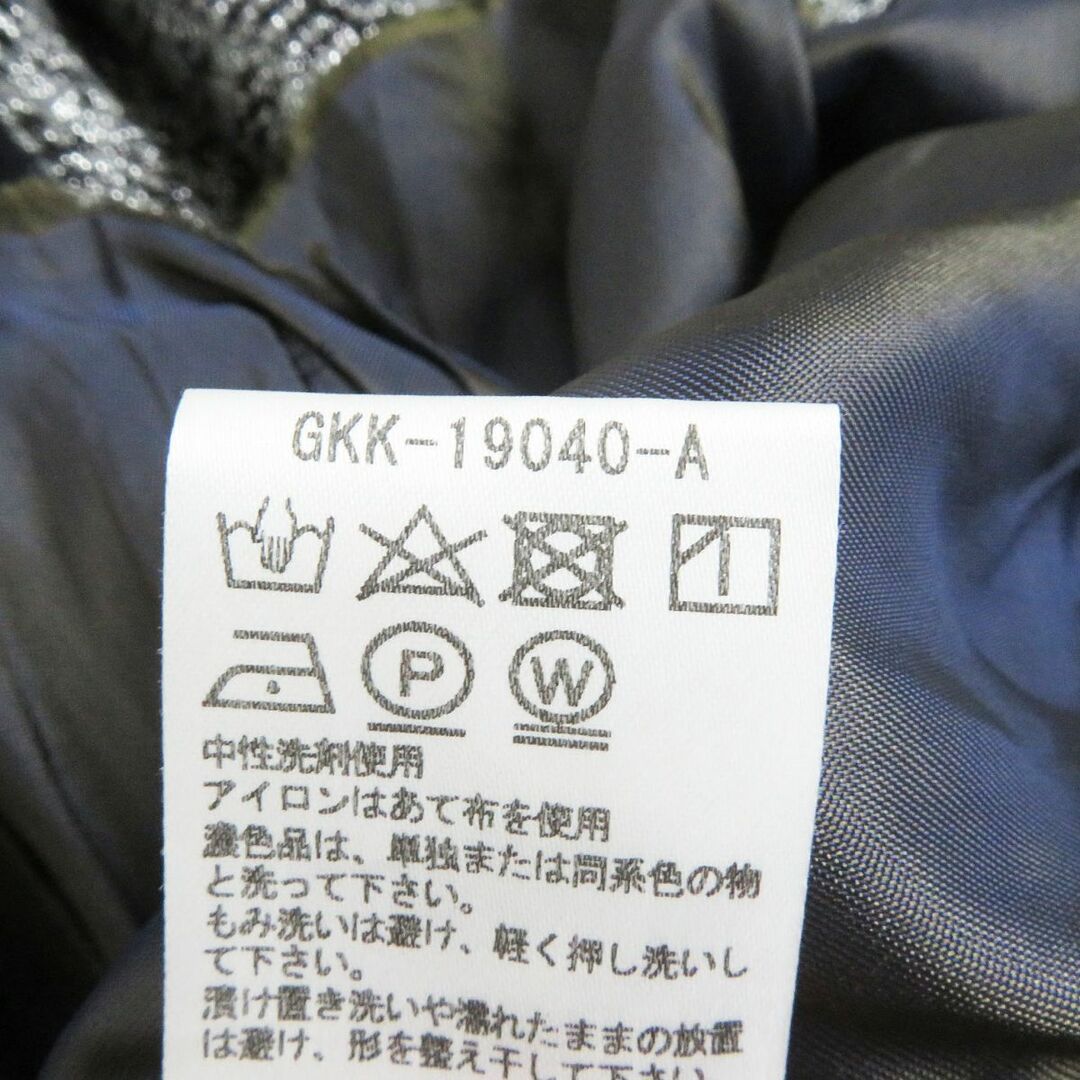 GKK-19040-A
P W
中性洗剤使用
アイロンはあて布を使用
濃色品は、単独または同系色の物
と洗って下さい。
もみ洗いは避け、軽く押し洗いし
て下さい。
漬け置き洗いや濡れたままの放置
は避け、形を整え干して下さい。